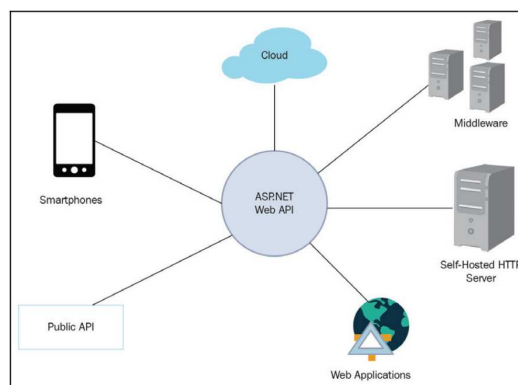 Cloud
Middleware
Smartphones
ASP.NET
Web API
Self-Hosted HTTP
Server
Public API
Web Applications